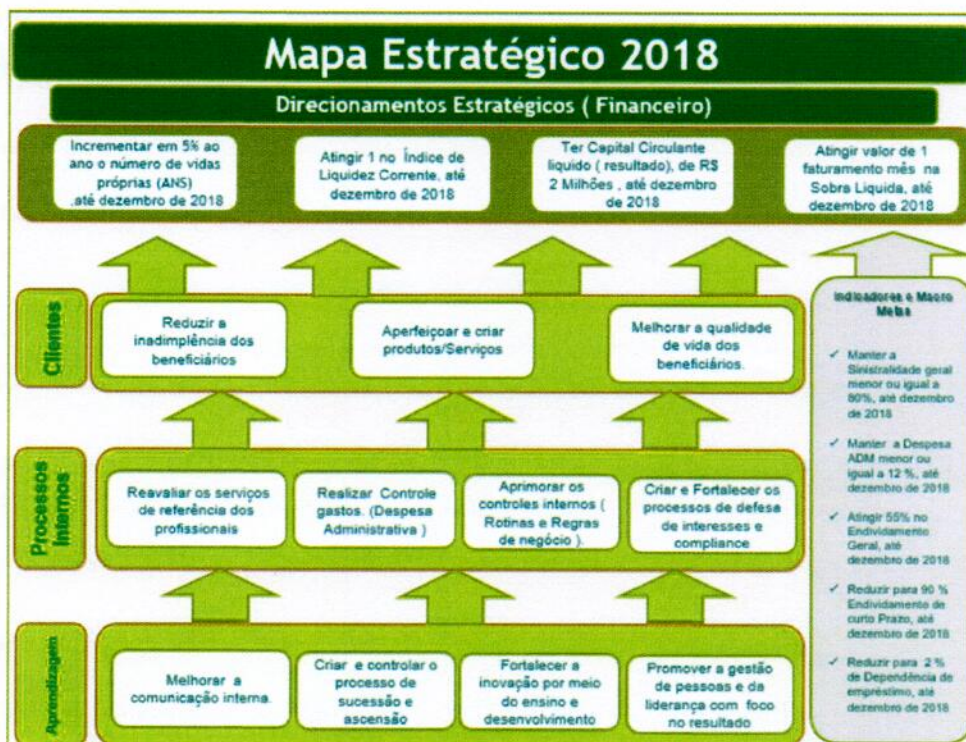 Mapa Estratégico 2018
Direcionamentos Estratégicos ( Financeiro)
Incrementar em 5% ao
ano o número de vidas
próprias (ANS)
,até dezembro de 2018
Atingir 1 no Índice de
Liquidez Corrente, até
dezembro de 2018
Ter Capital Circulante
liquido ( resultado), de R$
2 Milhões , até dezembro
de 2018
Atingir valor de 1
faturamento mês na
Sobra Liquida, até
dezembro de 2018
Clientes
Reduzir a
inadimplência dos
beneficiários
Aperfeiçoar e criar
produtos/Serviços
Melhorar a qualidade
de vida dos
beneficiários.
Processos
Internos
Reavaliar os serviços
de referência dos
profissionais
Realizar Controle
gastos. (Despesa
Administrativa )
Aprimorar os
controles internos (
Rotinas e Regras
de negócio ).
Criar e Fortalecer os
processos de defesa
de interesses e
compliance
Aprendizagem
Melhorar a
comunicação interna.
Criar e controlar o
processo de
sucessão e
ascensão
Fortalecer a
inovação por meio
do ensino e
desenvolvimento
Promover a gestão
de pessoas e da
liderança com foco
no resultado
Indicadores e Macro
Metas
✓ Manter a
Sinistralidade geral
menor ou igual a
80%, até dezembro
de 2018
✓ Manter a Despesa
ADM menor ou
igual a 12 %, até
dezembro de 2018
✓ Atingir 55% no
Endividamento
Geral, até
dezembro de 2018
✓ Reduzir para 90 %
Endividamento de
curto Prazo, até
dezembro de 2018
✓ Reduzir para 2 %
de Dependência de
empréstimo, até
dezembro de 2018